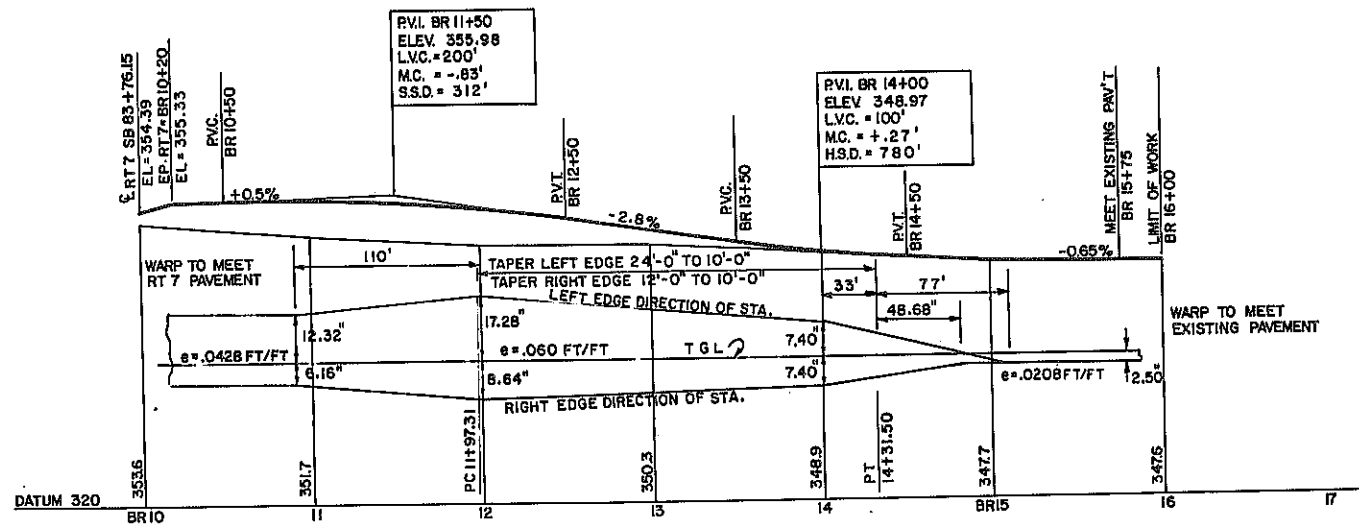 P.V.I. BR 11+50
ELEV. 355.98
L.V.C. = 200'
M.C. = -.83'
S.S.D. = 312'
P.V.I. BR 14+00
ELEV. 348.97
L.V.C. = 100'
M.C. = +.27'
H.S.D. = 780'
℄ RT 7 SB 83+76.15
EL = 354.39
EP. RT 7 = BR 10+20
EL = 355.33
P.V.C.
BR 10+50
P.V.T.
BR 12+50
P.V.C.
BR 13+50
P.V.T.
BR 14+50
MEET EXISTING PAV'T
BR 15+75
LIMIT OF WORK
BR 16+00
+0.5%
-2.8%
-0.65%
WARP TO MEET
RT 7 PAVEMENT
110'
TAPER LEFT EDGE 24'-0" TO 10'-0"
TAPER RIGHT EDGE 12'-0" TO 10'-0"
LEFT EDGE DIRECTION OF STA.
33'
77'
48.68"
WARP TO MEET
EXISTING PAVEMENT
12.32"
17.28"
7.40"
e=.0428 FT/FT
e=.060 FT/FT
TGL
6.16"
8.64"
7.40"
e=.0208 FT/FT
2.50"
RIGHT EDGE DIRECTION OF STA.
353.6
351.7
PC 11+97.31
350.3
348.9
PT
14+31.50
347.7
347.6
DATUM 320
BR10
11
12
13
14
BR15
16
17